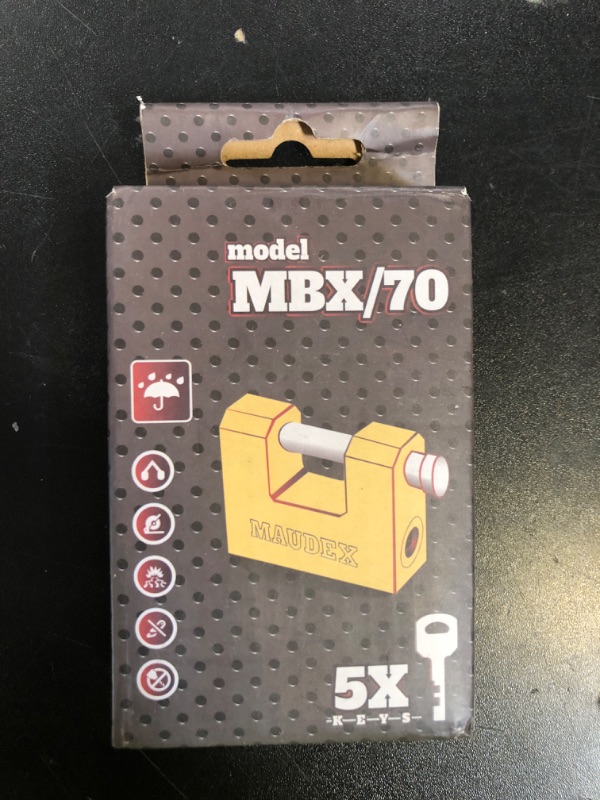 model
MBX/70
MAUDEX
5X
-K-E-Y-S-